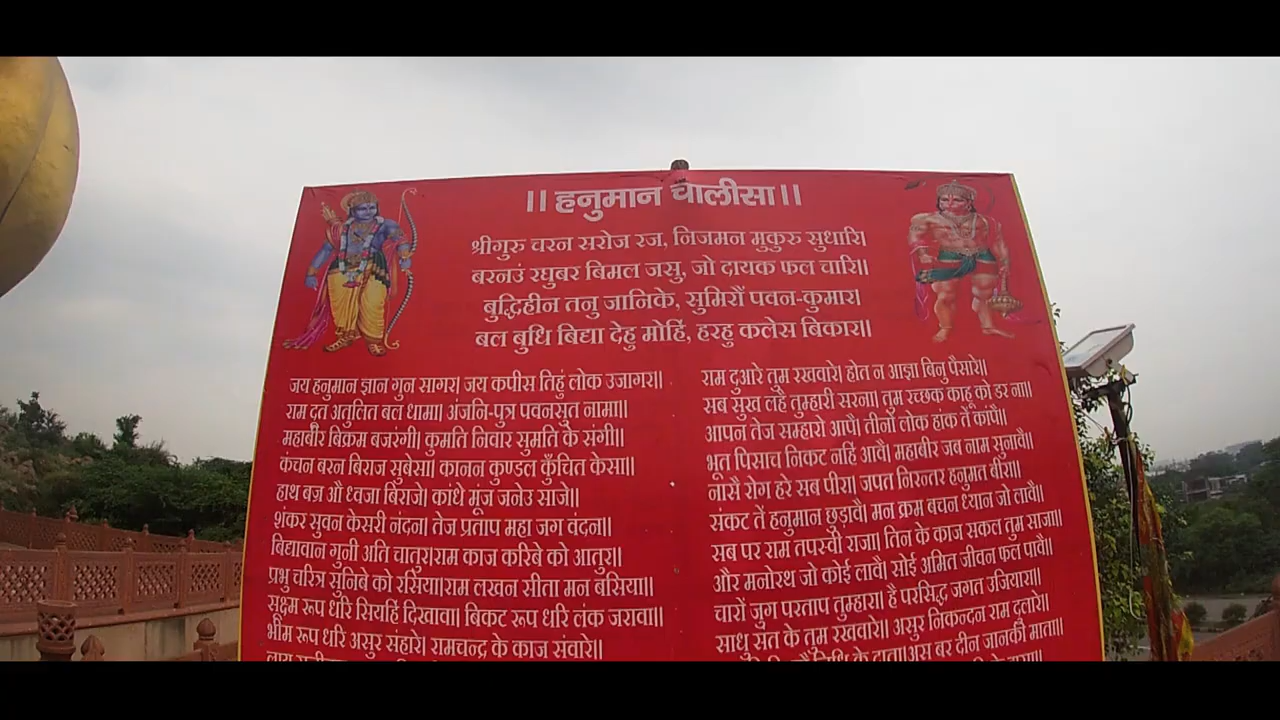 ।। हनुमान चालीसा ।।
श्रीगुरु चरन सरोज रज, निजमन मुकुरु सुधारि।
बरनउं रघुबर बिमल जसु, जो दायक फल चारि॥
बुद्धिहीन तनु जानिके, सुमिरौं पवन-कुमार।
बल बुधि बिद्या देहु मोहिं, हरहु कलेस बिकार॥
जय हनुमान ज्ञान गुन सागर। जय कपीस तिहुं लोक उजागर॥
राम दूत अतुलित बल धामा। अंजनि-पुत्र पवनसुत नामा॥
महाबीर बिक्रम बजरंगी। कुमति निवार सुमति के संगी॥
कंचन बरन बिराज सुबेसा। कानन कुण्डल कुँचित केसा॥
हाथ बज्र औ ध्वजा बिराजे। कांधे मूंज जनेउ साजे॥
शंकर सुवन केसरी नंदन। तेज प्रताप महा जग वंदन॥
बिद्यावान गुनी अति चातुर।राम काज करिबे को आतुर॥
प्रभु चरित्र सुनिबे को रसिया।राम लखन सीता मन बसिया॥
सूक्ष्म रूप धरि सियहिं दिखावा। बिकट रूप धरि लंक जरावा॥
भीम रूप धरि असुर संहारे। रामचन्द्र के काज संवारे॥
राम दुआरे तुम रखवारे। होत न आज्ञा बिनु पैसारे॥
सब सुख लहै तुम्हारी सरना। तुम रच्छक काहू को डर ना॥
आपन तेज सम्हारो आपै। तीनों लोक हांक तें कांपै॥
भूत पिसाच निकट नहिं आवै। महाबीर जब नाम सुनावै॥
नासै रोग हरे सब पीरा। जपत निरन्तर हनुमत बीरा॥
संकट तें हनुमान छुड़ावै। मन क्रम बचन ध्यान जो लावै॥
सब पर राम तपस्वी राजा। तिन के काज सकल तुम साजा॥
और मनोरथ जो कोई लावै। सोई अमित जीवन फल पावै॥
चारों जुग परताप तुम्हारा। है परसिद्ध जगत उजियारा॥
साधु संत के तुम रखवारे॥ असुर निकन्दन राम दुलारे॥
के दाता।अस बर दीन जानकी माता॥